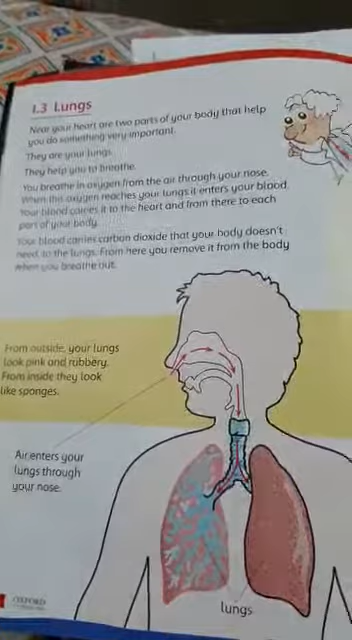 1.3 Lungs
Near your heart are two parts of your body that help
you do something very important.
They are your lungs.
They help you to breathe.
You breathe in oxygen from the air through your nose.
When the oxygen reaches your lungs it enters your blood.
Your blood carries it to the heart and from there to each
part of your body.
Your blood carries carbon dioxide that your body doesn't
need, to the lungs. From here you remove it from the body
when you breathe out.
From outside, your lungs
look pink and rubbery.
From inside they look
like sponges.
Air enters your
lungs through
your nose.
lungs
OXFORD